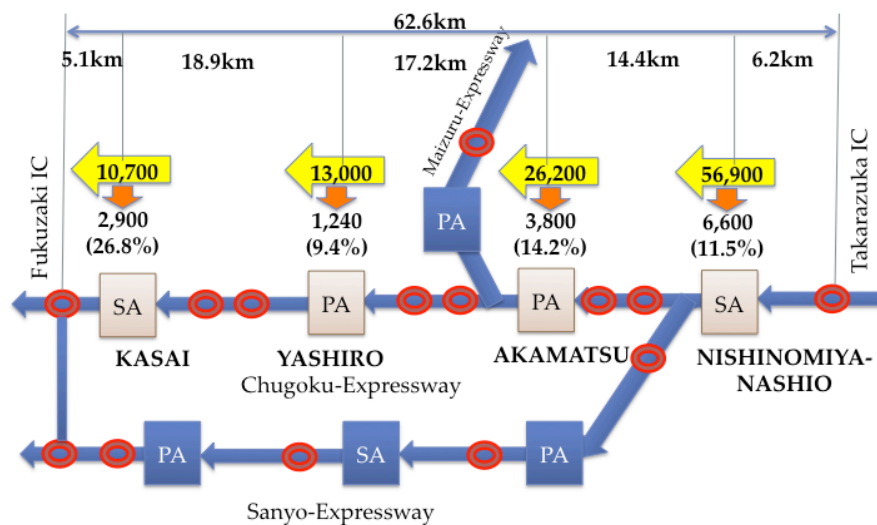 62.6km
5.1km
18.9km
17.2km
14.4km
6.2km
Maizuru-Expressway
Fukuzaki IC
Takarazuka IC
10,700
13,000
26,200
56,900
2,900
(26.8%)
1,240
(9.4%)
3,800
(14.2%)
6,600
(11.5%)
PA
SA
PA
PA
SA
KASAI
YASHIRO
AKAMATSU
NISHINOMIYA-
NASHIO
Chugoku-Expressway
PA
SA
PA
Sanyo-Expressway